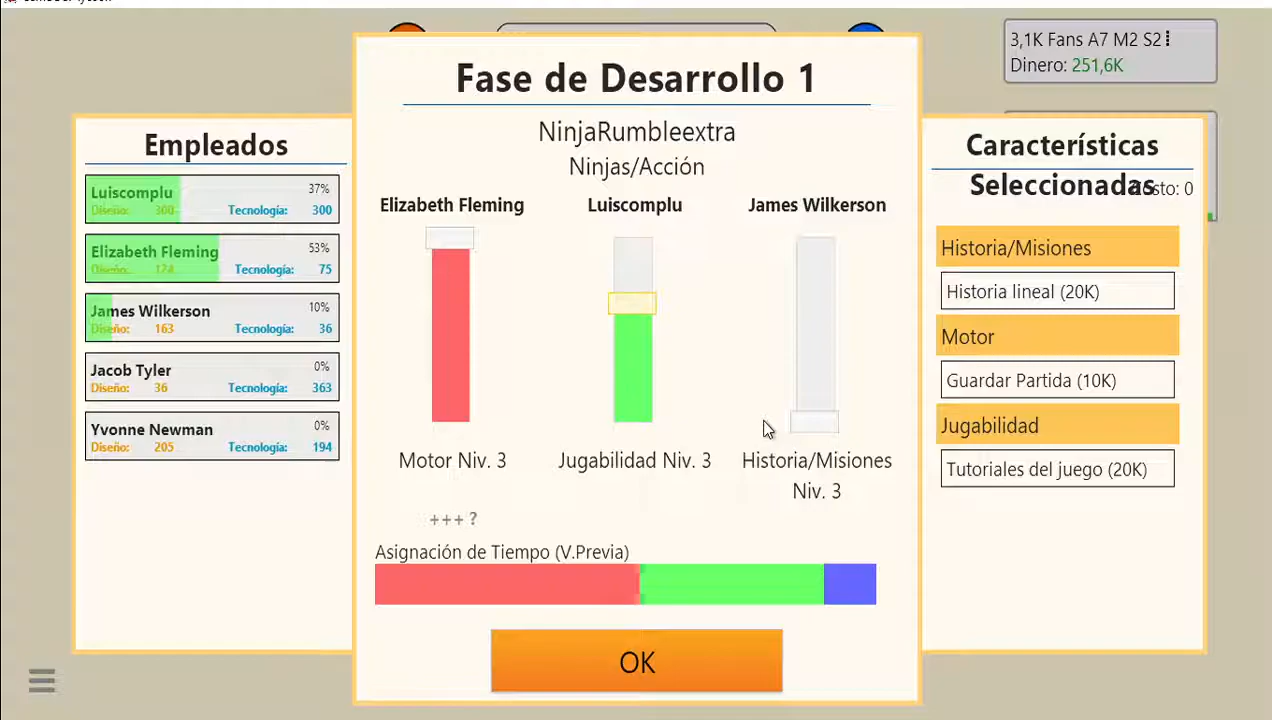 3,1K Fans A7 M2 S2
Dinero: 251,6K
Fase de Desarrollo 1
NinjaRumbleextra
Ninjas/Acción
Empleados
Luiscomplu 37%
Diseño: 300 Tecnología: 300
Elizabeth Fleming 53%
Diseño: 124 Tecnología: 75
James Wilkerson 10%
Diseño: 163 Tecnología: 36
Jacob Tyler 0%
Diseño: 36 Tecnología: 363
Yvonne Newman 0%
Diseño: 205 Tecnología: 194
Elizabeth Fleming Luiscomplu James Wilkerson
Motor Niv. 3 Jugabilidad Niv. 3 Historia/Misiones
Niv. 3
+++ ?
Asignación de Tiempo (V.Previa)
OK
Características
Seleccionadas
Costo: 0
Historia/Misiones
Historia lineal (20K)
Motor
Guardar Partida (10K)
Jugabilidad
Tutoriales del juego (20K)